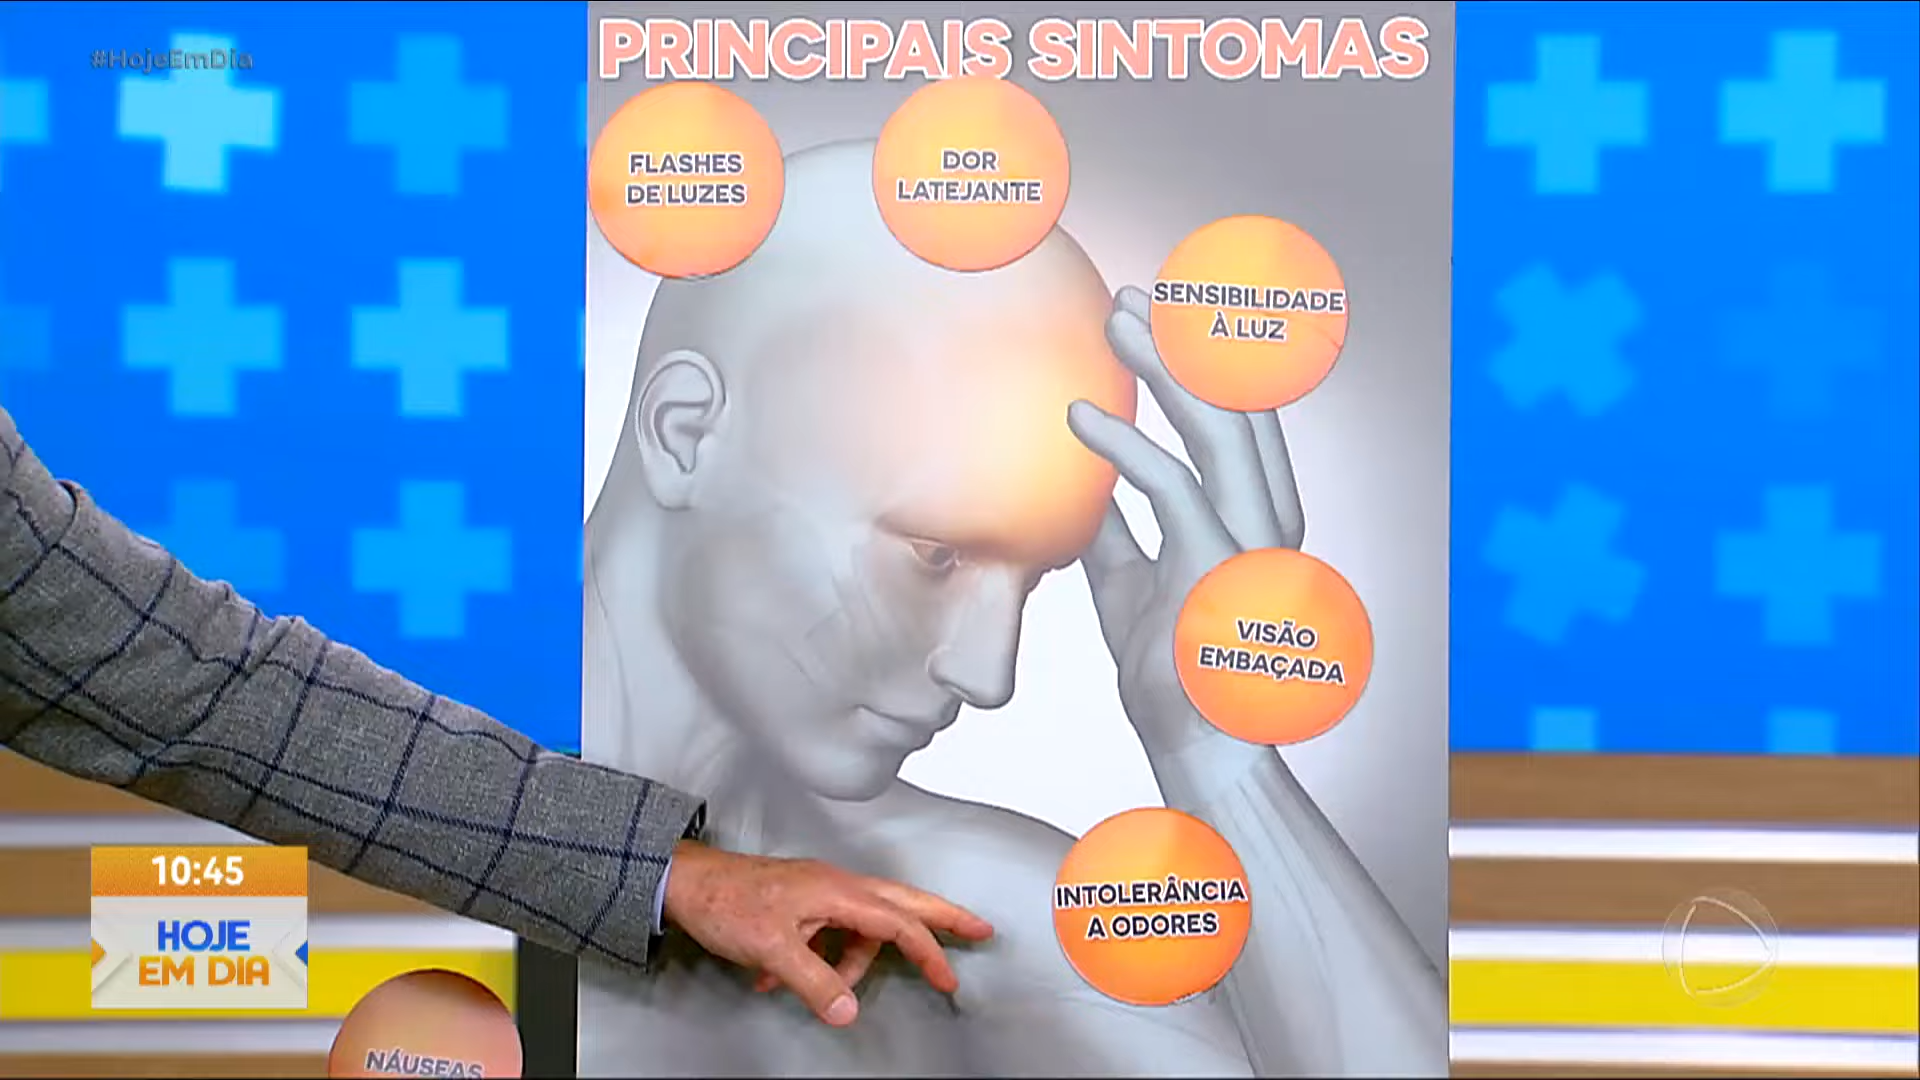 #HojeEmDia
PRINCIPAIS SINTOMAS
FLASHES
DE LUZES
DOR
LATEJANTE
SENSIBILIDADE
À LUZ
VISÃO
EMBAÇADA
INTOLERÂNCIA
A ODORES
10:45
HOJE
EM DIA
NÁUSEAS